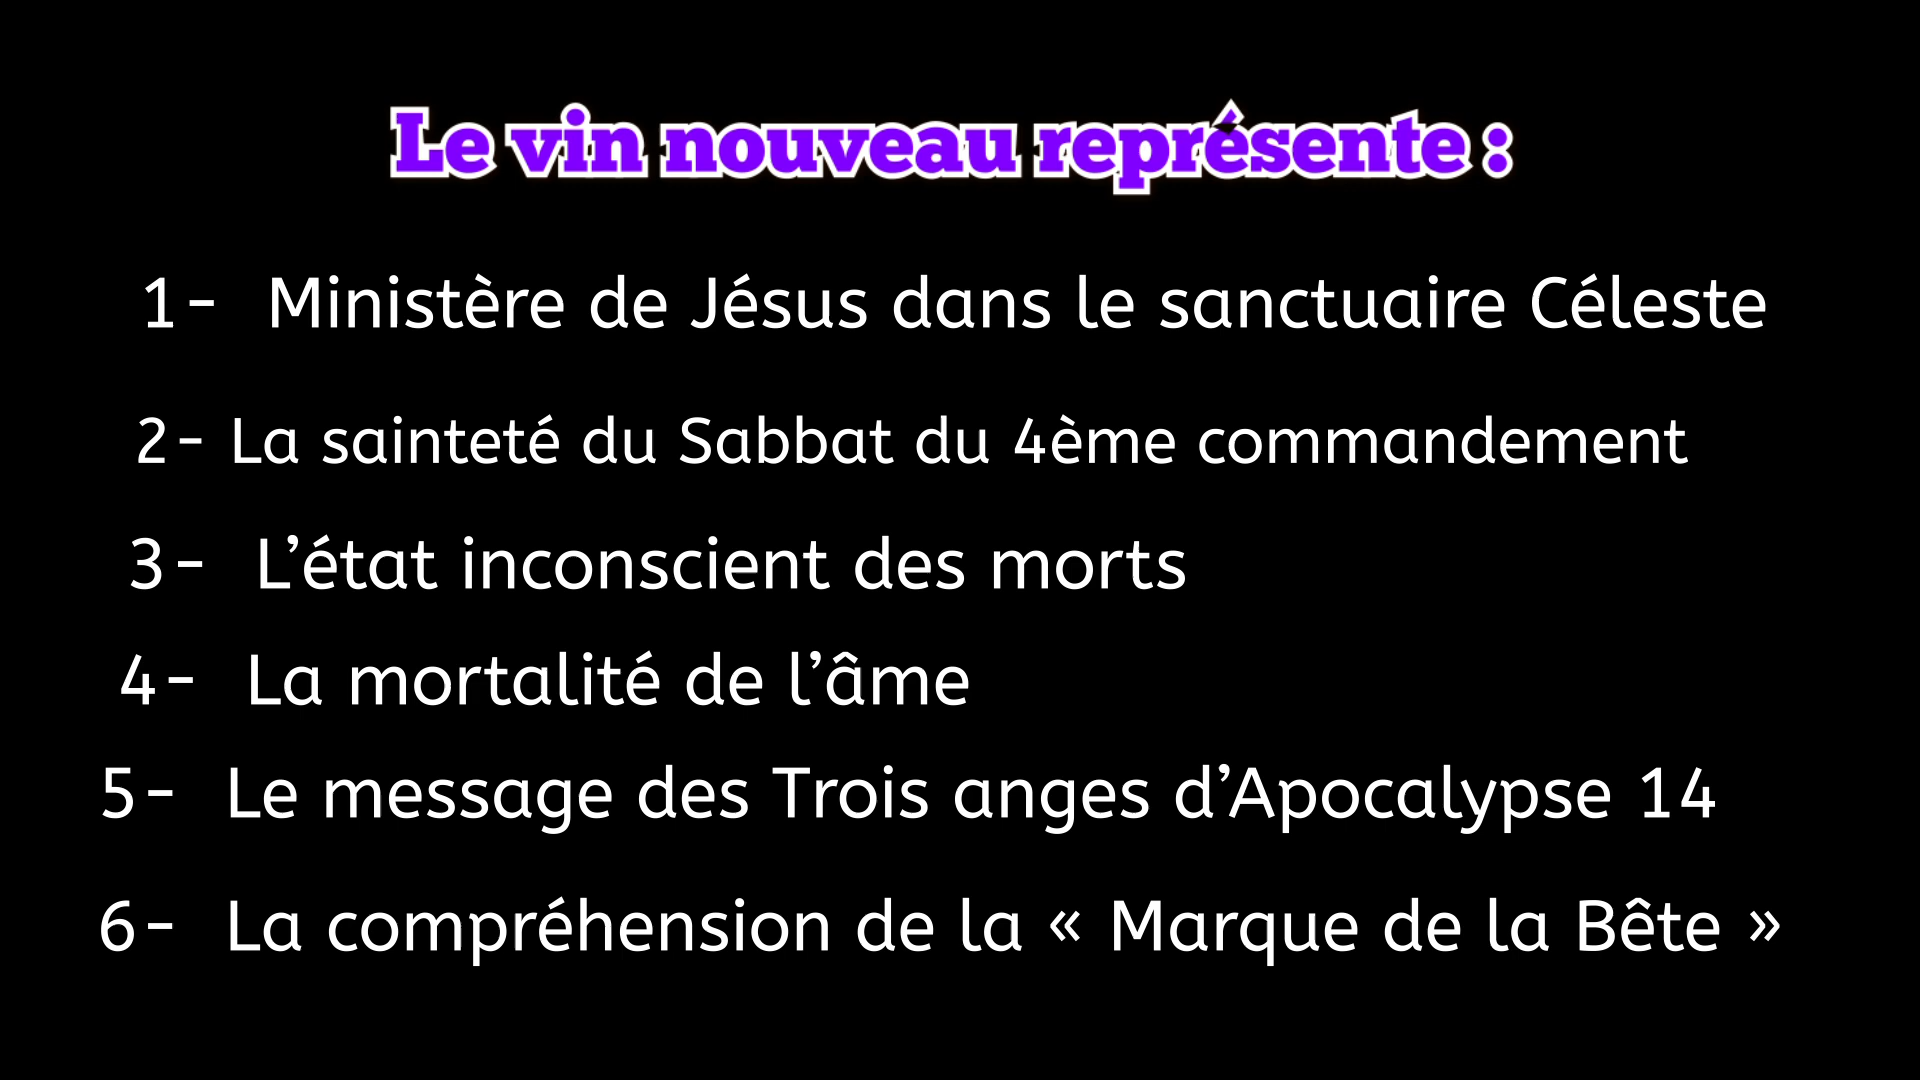 Le vin nouveau représente :
1- Ministère de Jésus dans le sanctuaire Céleste
2- La sainteté du Sabbat du 4ème commandement
3- L’état inconscient des morts
4- La mortalité de l’âme
5- Le message des Trois anges d’Apocalypse 14
6- La compréhension de la « Marque de la Bête »